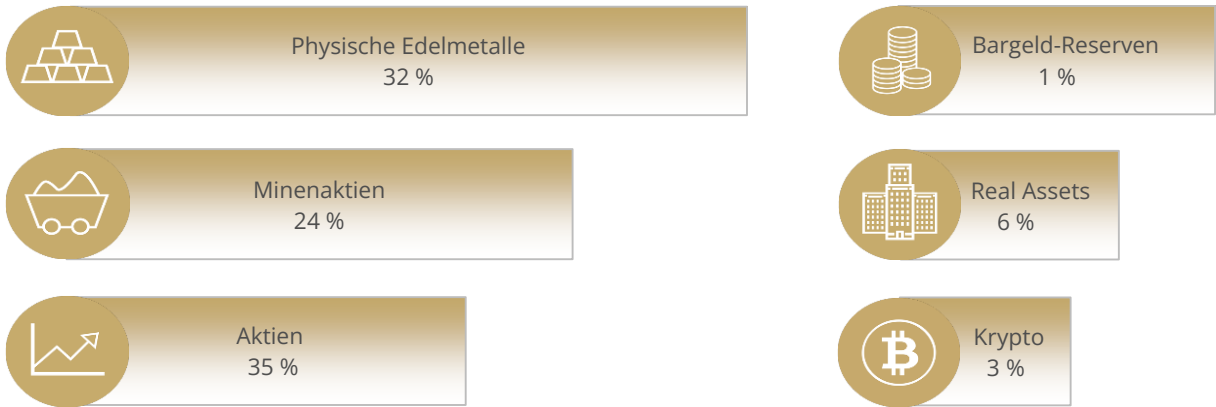 Physische Edelmetalle
32 %
Minenaktien
24 %
Aktien
35 %
Bargeld-Reserven
1 %
Real Assets
6 %
Krypto
3 %